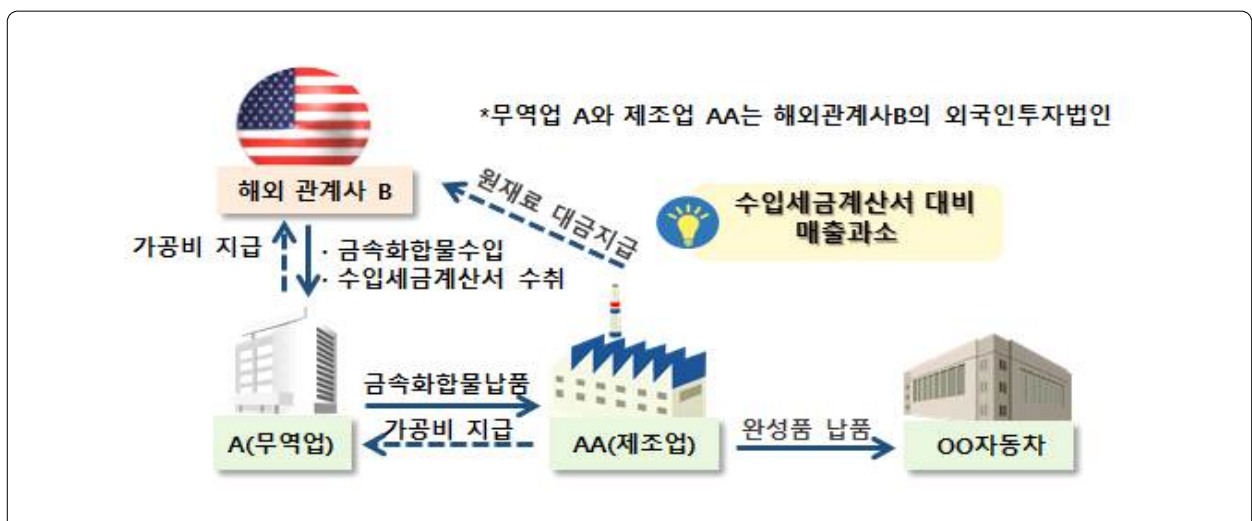 *무역업 A와 제조업 AA는 해외관계사B의 외국인투자법인
해외 관계사 B
원재료 대금지급
수입세금계산서 대비
매출과소
가공비 지급
· 금속화합물수입
· 수입세금계산서 수취
금속화합물납품
가공비 지급
완성품 납품
A(무역업)
AA(제조업)
OO자동차